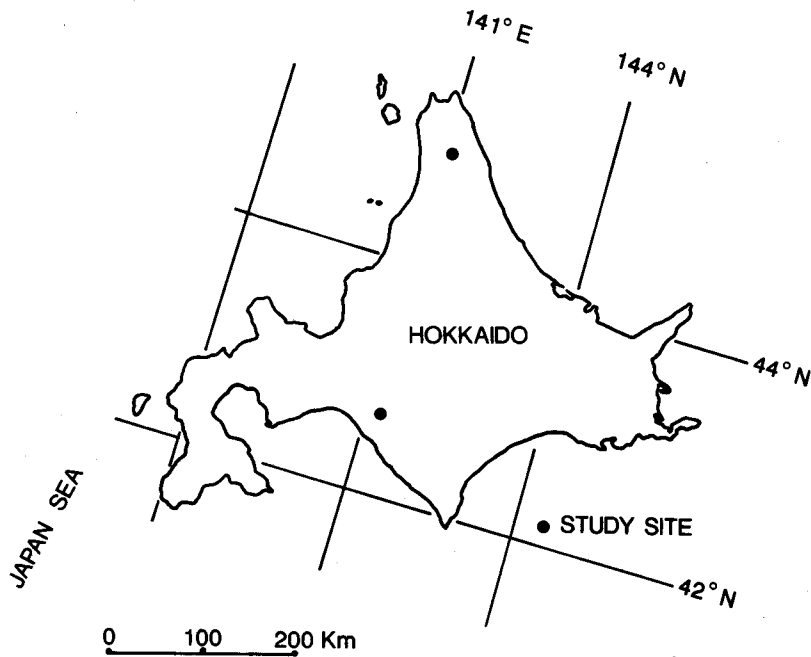 141° E
144° N
HOKKAIDO
44° N
STUDY SITE
JAPAN SEA
42° N
0 100 200 Km